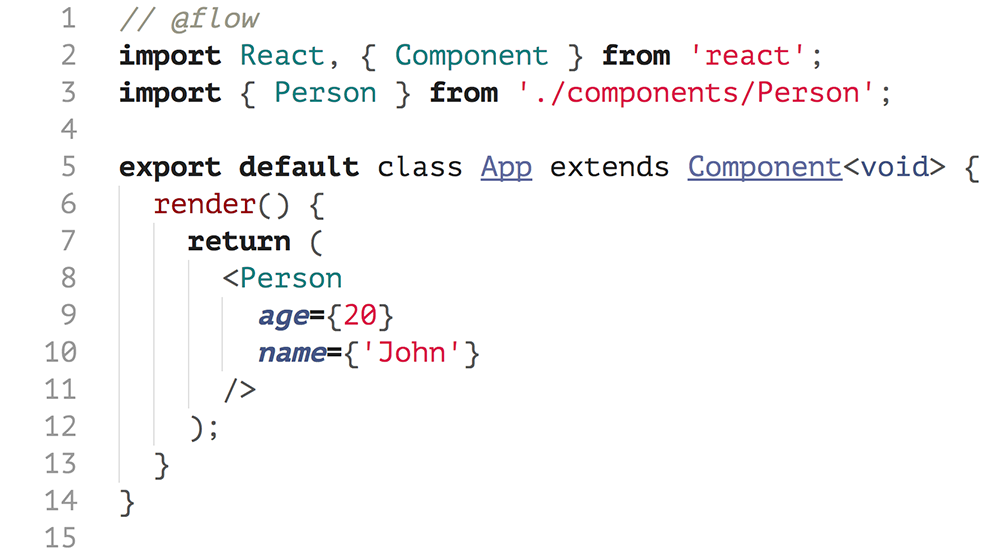 1 // @flow
2 import React, { Component } from 'react';
3 import { Person } from './components/Person';
4
5 export default class App extends Component<void> {
6   render() {
7     return (
8       <Person
9         age={20}
10         name={'John'}
11       />
12     );
13   }
14 }
15